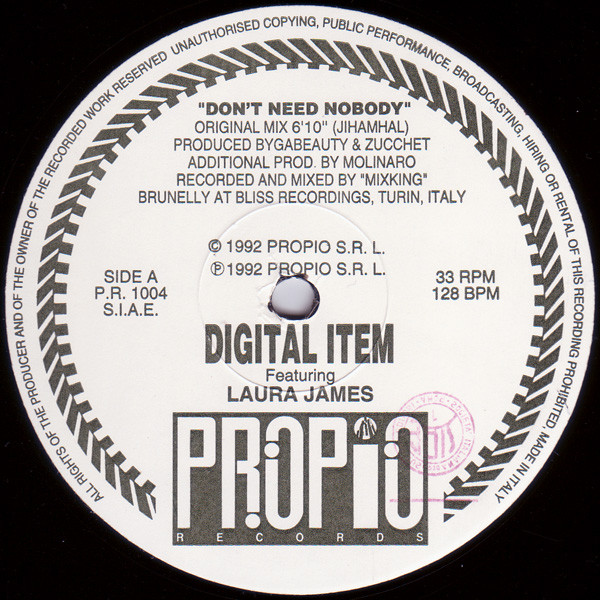 ALL RIGHTS OF THE PRODUCER AND OF THE OWNER OF THE RECORDED WORK RESERVED UNAUTHORISED COPYING, PUBLIC PERFORMANCE, BROADCASTING, HIRING OR RENTAL OF THIS RECORDING PROHIBITED MADE IN ITALY
"DON'T NEED NOBODY"
ORIGINAL MIX 6'10" (JIHAMHAL)
PRODUCED BYGABEAUTY & ZUCCHET
ADDITIONAL PROD. BY MOLINARO
RECORDED AND MIXED BY "MIXKING"
BRUNELLY AT BLISS RECORDINGS, TURIN, ITALY
© 1992 PROPIO S.R.L.
℗ 1992 PROPIO S.R.L.
SIDE A
P.R. 1004
S.I.A.E.
33 RPM
128 BPM
DIGITAL ITEM
Featuring
LAURA JAMES
PROPIO
RECORDS